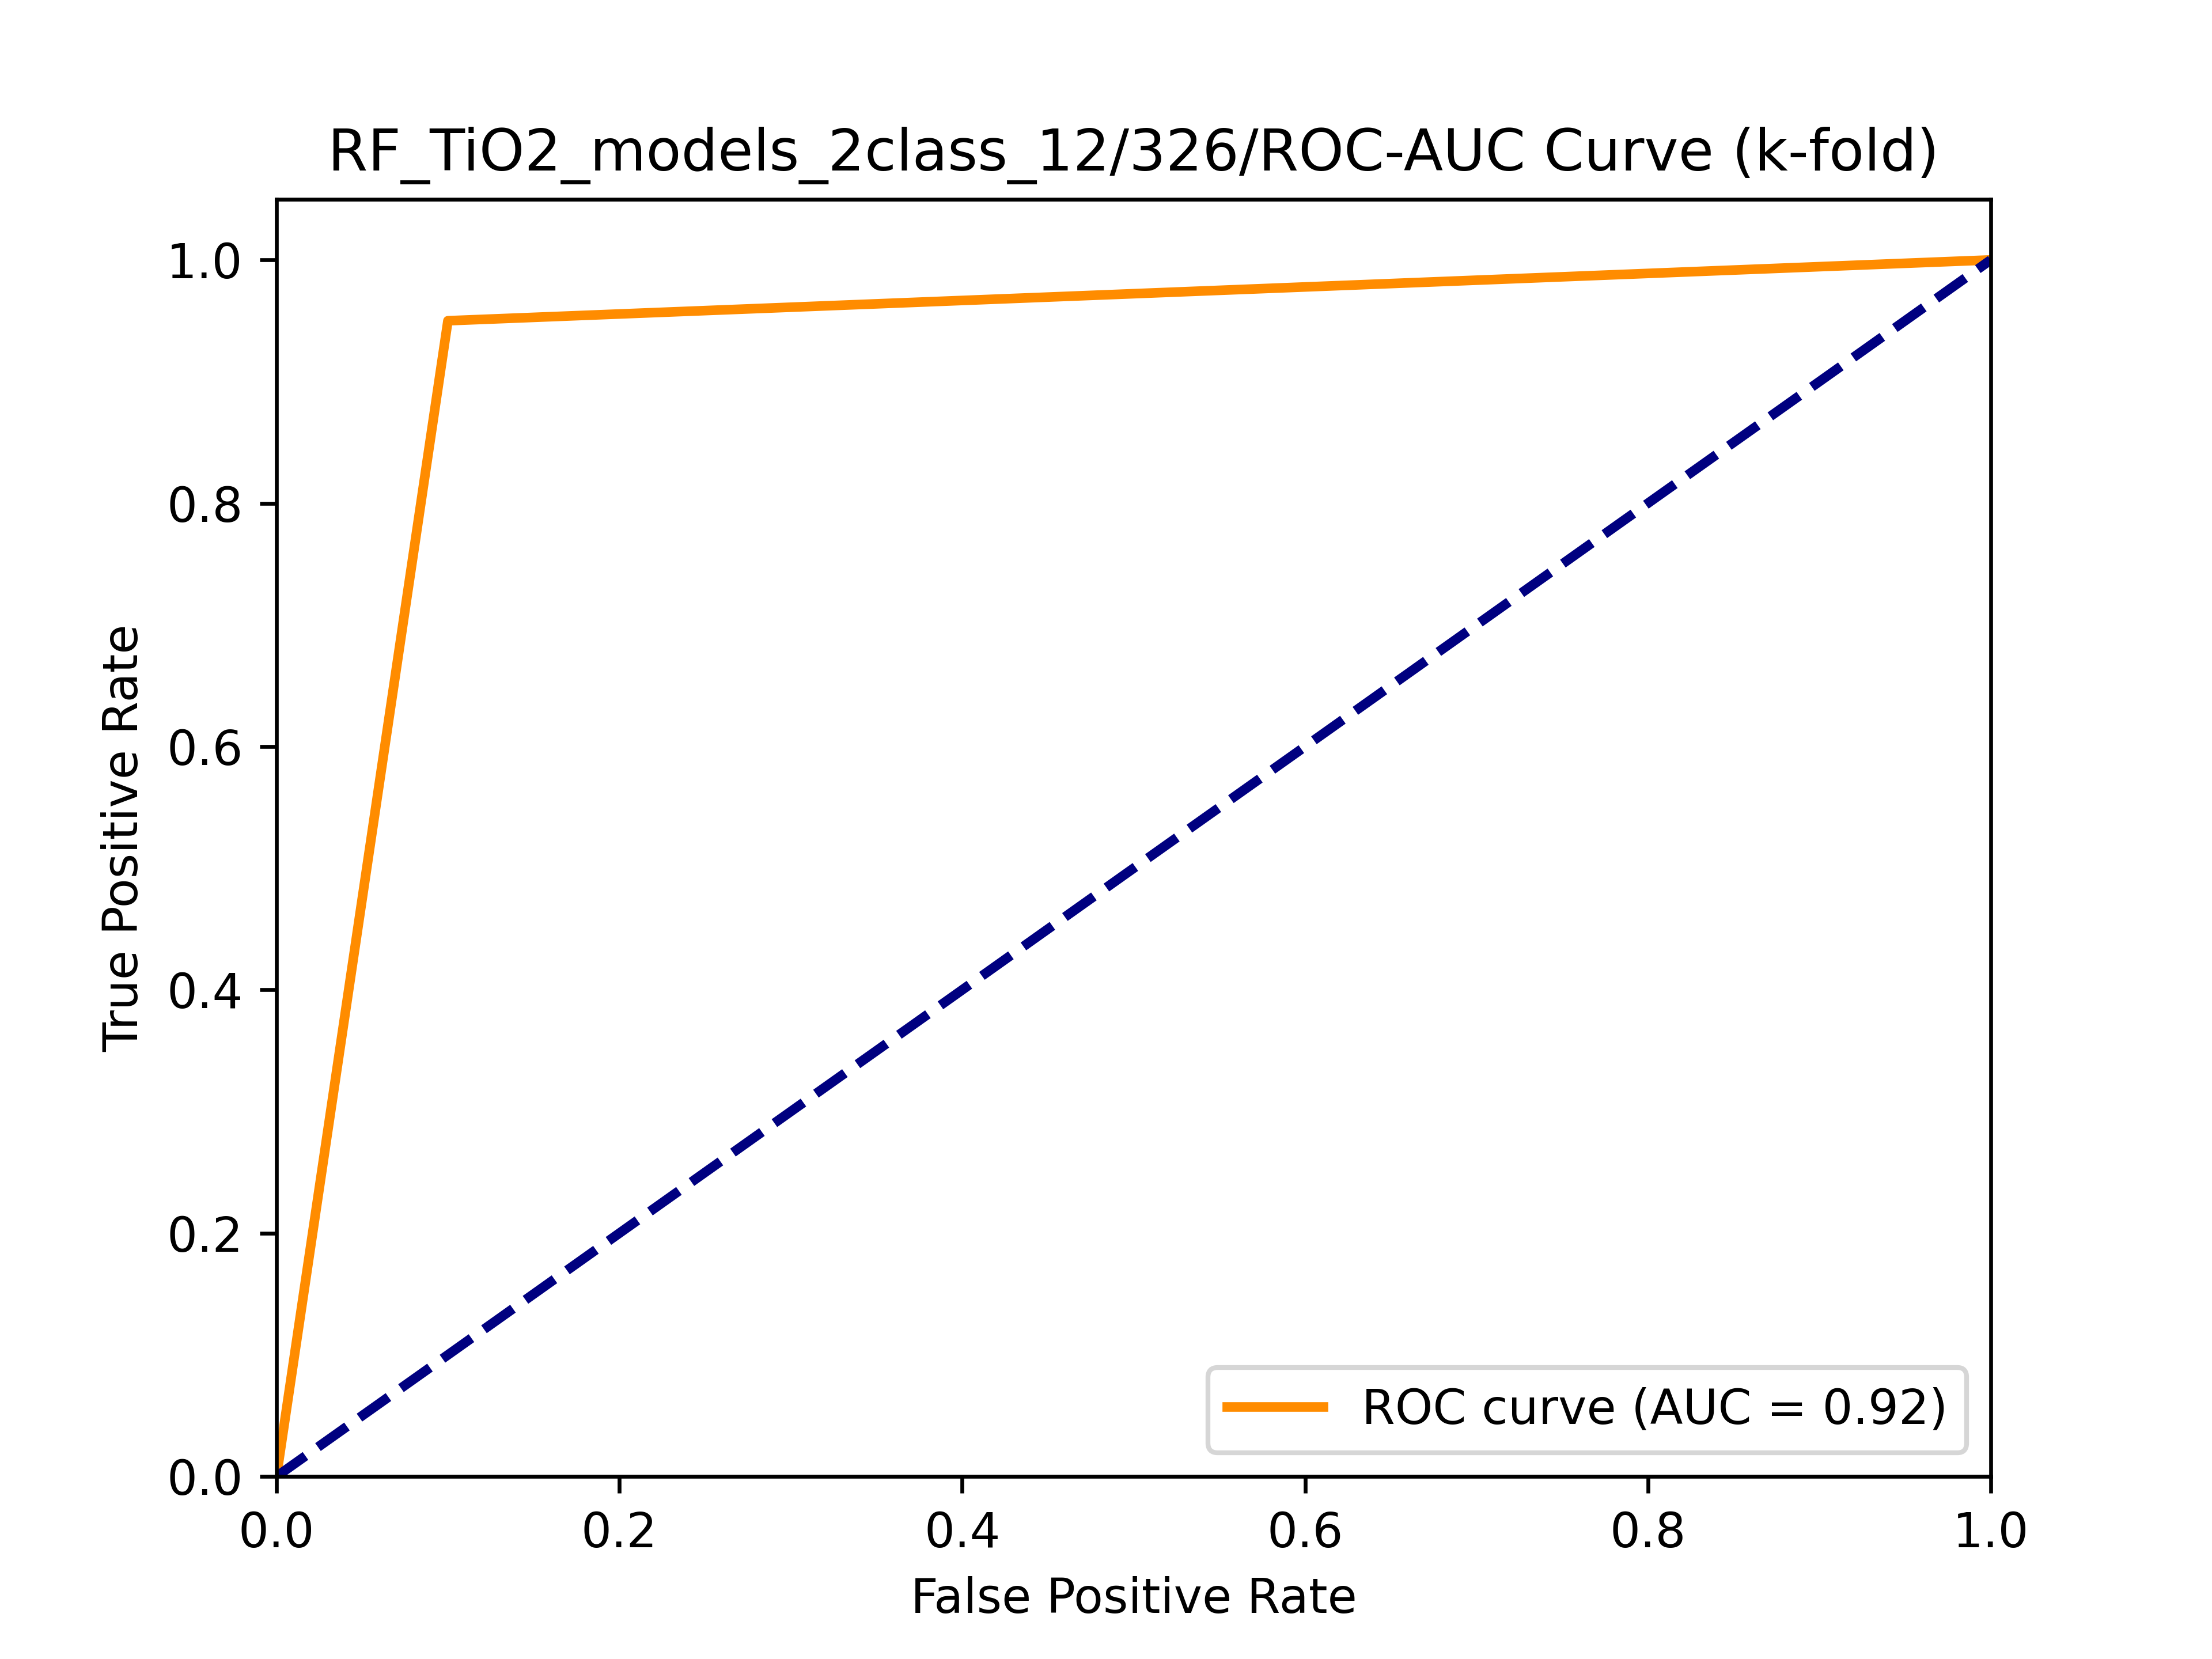 RF_TiO2_models_2class_12/326/ROC-AUC Curve (k-fold)
True Positive Rate
1.0
0.8
0.6
0.4
0.2
0.0
ROC curve (AUC = 0.92)
0.0 0.2 0.4 0.6 0.8 1.0
False Positive Rate